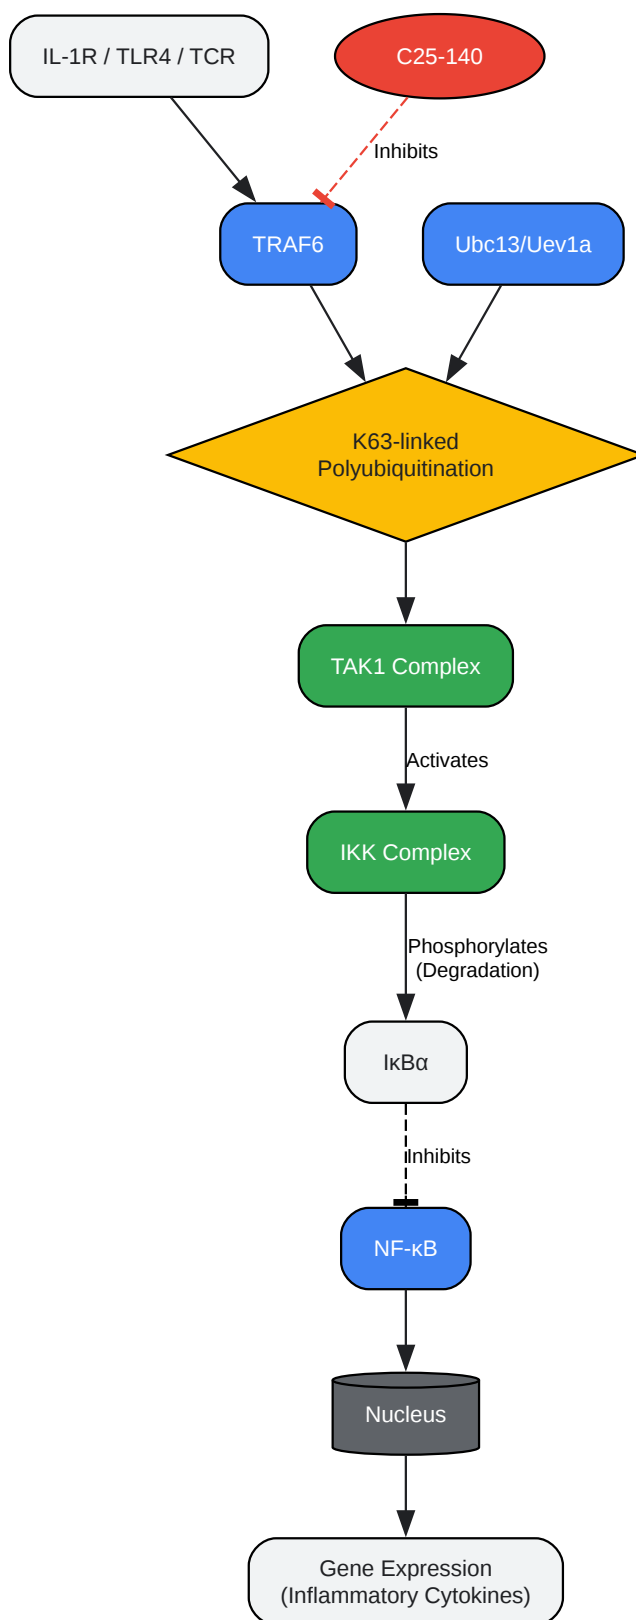 IL-1R / TLR4 / TCR
C25-140
Inhibits
TRAF6
Ubc13/Uev1a
K63-linked
Polyubiquitination
TAK1 Complex
Activates
IKK Complex
Phosphorylates
(Degradation)
IκBα
Inhibits
NF-κB
Nucleus
Gene Expression
(Inflammatory Cytokines)